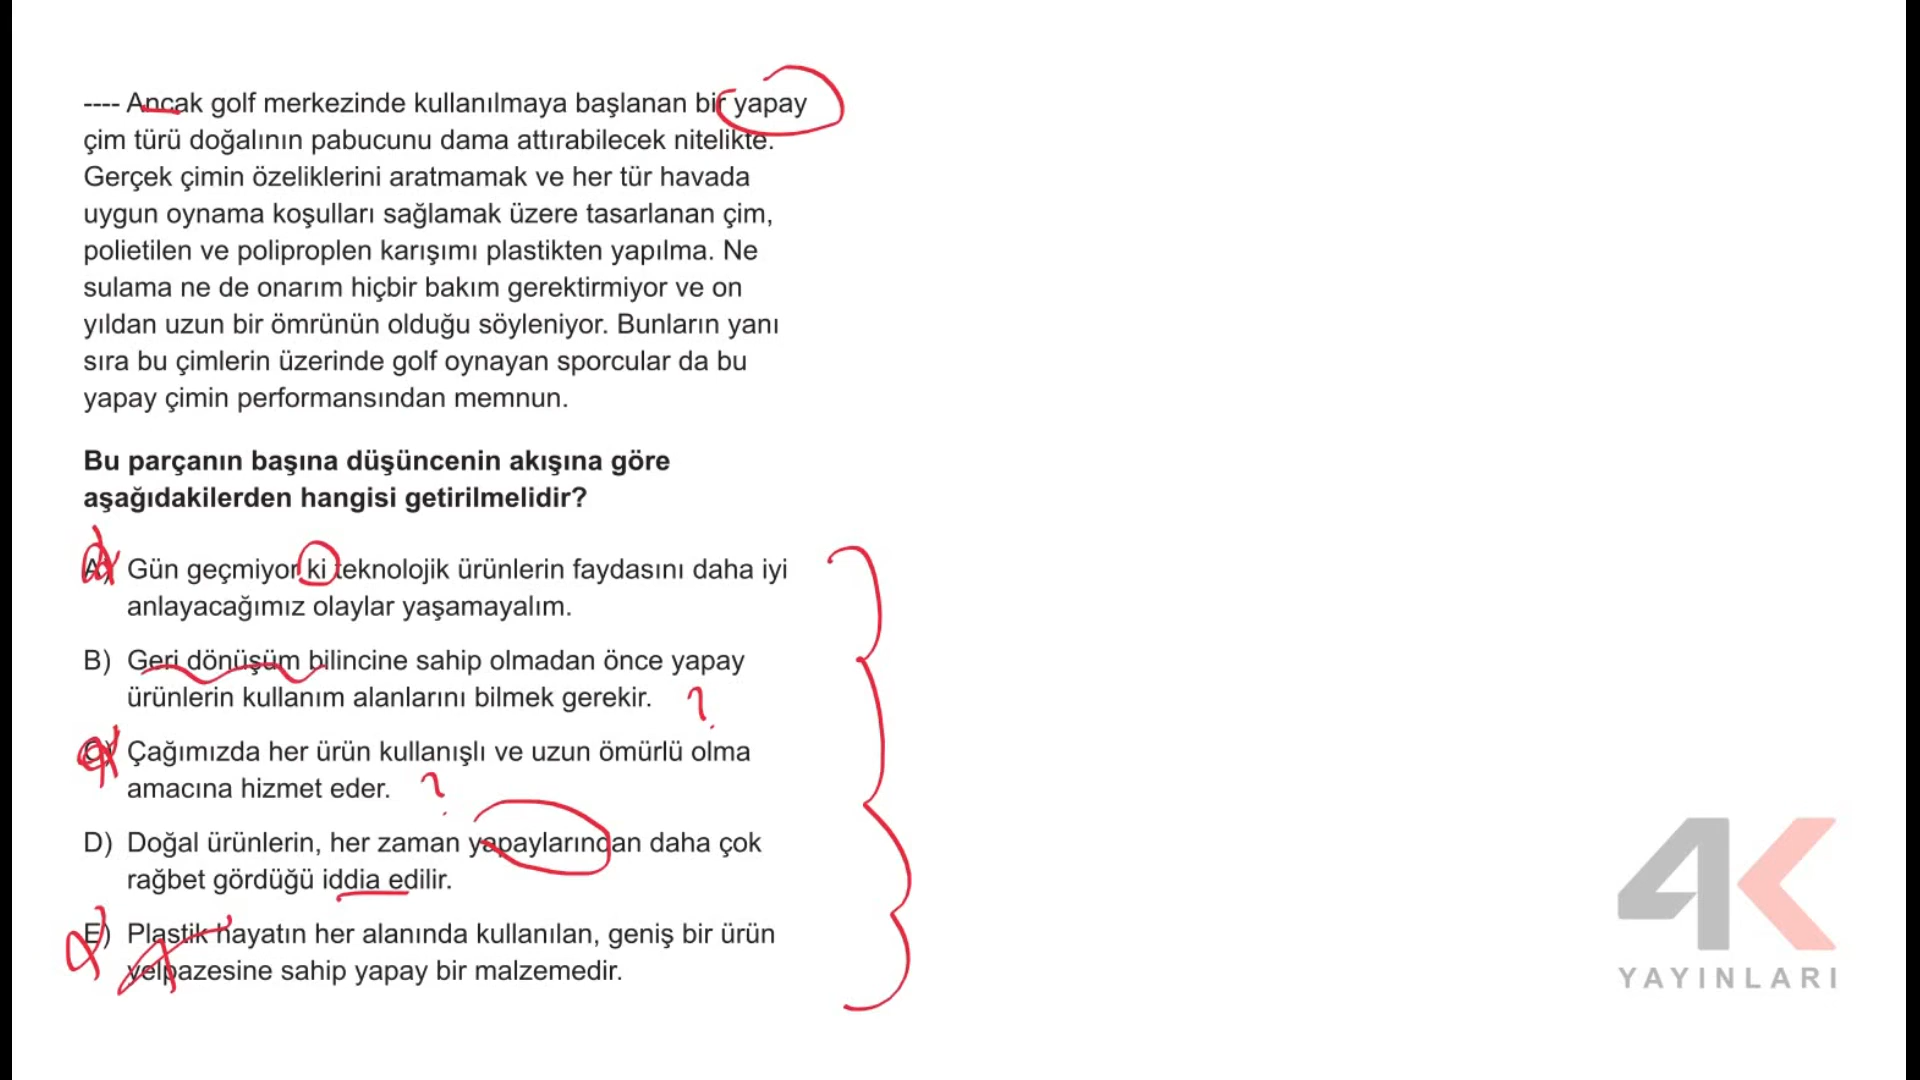 ---- Ancak golf merkezinde kullanılmaya başlanan bir yapay
çim türü doğalının pabucunu dama attırabilecek nitelikte.
Gerçek çimin özeliklerini aratmamak ve her tür havada
uygun oynama koşulları sağlamak üzere tasarlanan çim,
polietilen ve poliproplen karışımı plastikten yapılma. Ne
sulama ne de onarım hiçbir bakım gerektirmiyor ve on
yıldan uzun bir ömrünün olduğu söyleniyor. Bunların yanı
sıra bu çimlerin üzerinde golf oynayan sporcular da bu
yapay çimin performansından memnun.
Bu parçanın başına düşüncenin akışına göre
aşağıdakilerden hangisi getirilmelidir?
A) Gün geçmiyor ki teknolojik ürünlerin faydasını daha iyi
anlayacağımız olaylar yaşamayalım.
B) Geri dönüşüm bilincine sahip olmadan önce yapay
ürünlerin kullanım alanlarını bilmek gerekir. ?
C) Çağımızda her ürün kullanışlı ve uzun ömürlü olma
amacına hizmet eder. ?
D) Doğal ürünlerin, her zaman yapaylarından daha çok
rağbet gördüğü iddia edilir.
E) Plastik hayatın her alanında kullanılan, geniş bir ürün
yelpazesine sahip yapay bir malzemedir.
4K
YAYINLARI